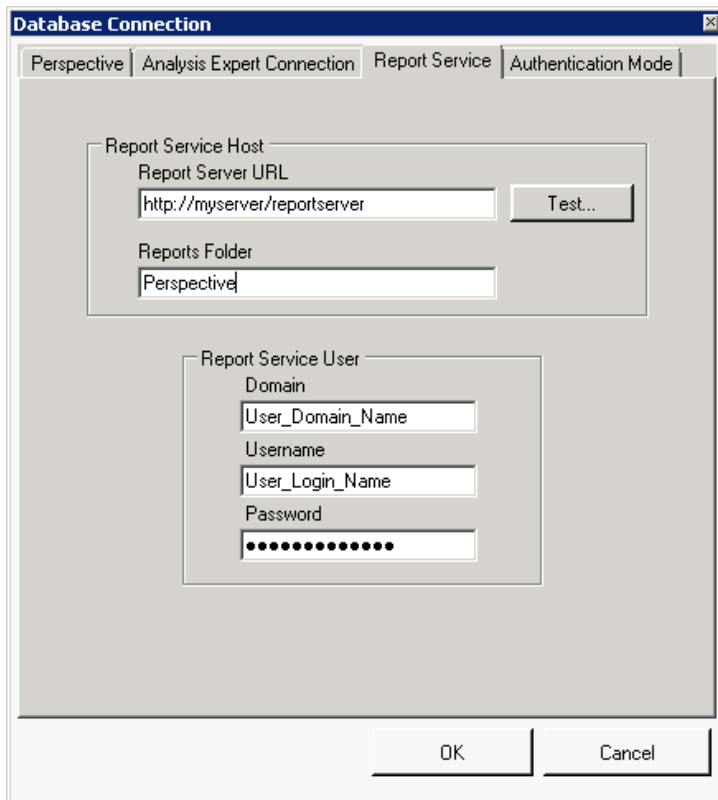 Database Connection
Perspective Analysis Expert Connection Report Service Authentication Mode
Report Service Host
Report Server URL
http://myserver/reportserver Test...
Reports Folder
Perspective
Report Service User
Domain
User_Domain_Name
Username
User_Login_Name
Password
●●●●●●●●●●●●●
OK Cancel